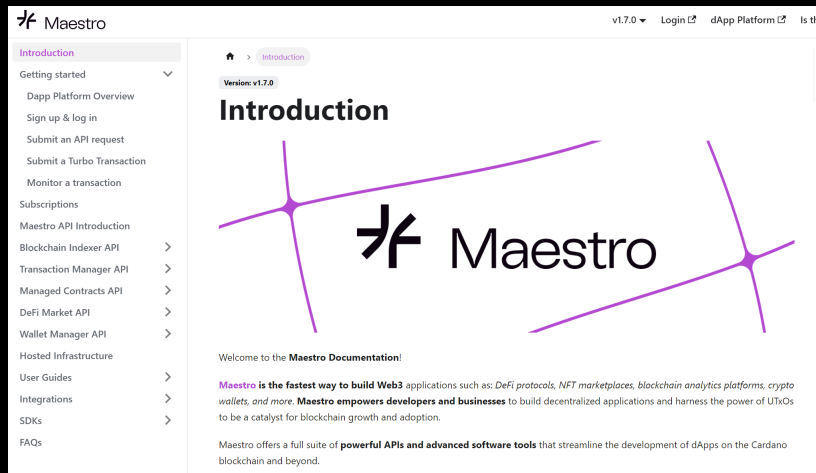 Maestro
v1.7.0
Login
dApp Platform
Is th
Introduction
Getting started
Dapp Platform Overview
Sign up & log in
Submit an API request
Submit a Turbo Transaction
Monitor a transaction
Subscriptions
Maestro API Introduction
Blockchain Indexer API
Transaction Manager API
Managed Contracts API
DeFi Market API
Wallet Manager API
Hosted Infrastructure
User Guides
Integrations
SDKs
FAQs
Introduction
Version: v1.7.0
Introduction
Maestro
Welcome to the Maestro Documentation!
Maestro is the fastest way to build Web3 applications such as: DeFi protocols, NFT marketplaces, blockchain analytics platforms, crypto
wallets, and more. Maestro empowers developers and businesses to build decentralized applications and harness the power of UTxOs
to be a catalyst for blockchain growth and adoption.
Maestro offers a full suite of powerful APIs and advanced software tools that streamline the development of dApps on the Cardano
blockchain and beyond.